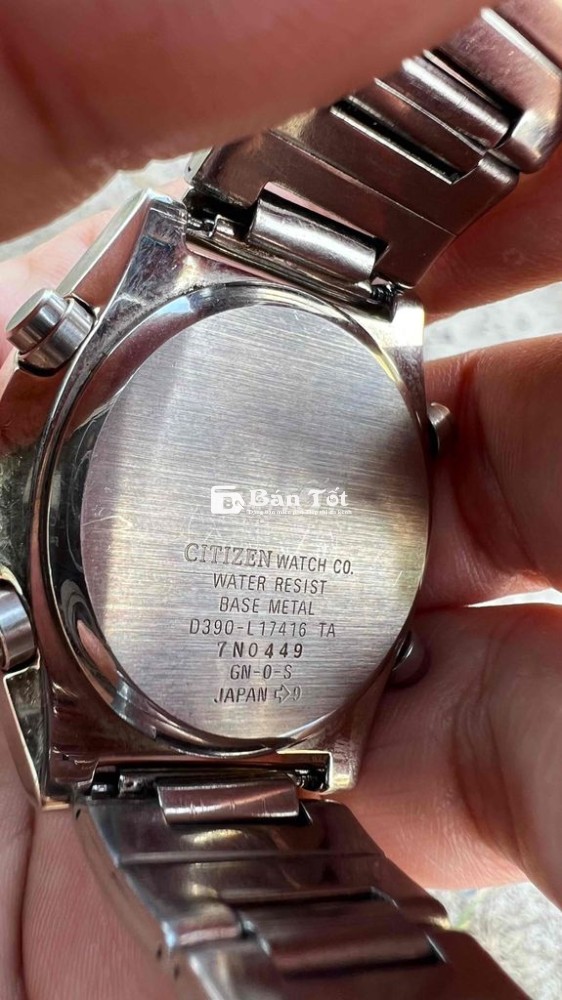 Bán Tốt
CITIZEN WATCH CO.
WATER RESIST
BASE METAL
D390-L17416 TA
7N0449
GN-0-S
JAPAN